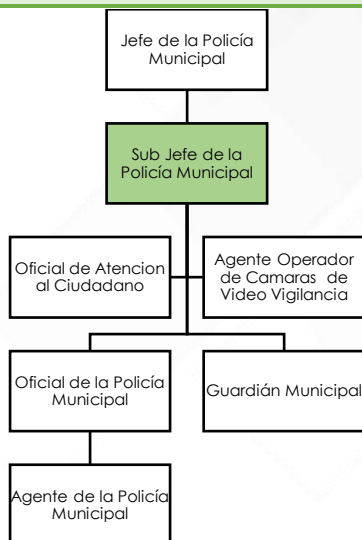 Jefe de la Policía
Municipal
Sub Jefe de la
Policía Municipal
Oficial de Atencion
al Ciudadano
Agente Operador
de Camaras de
Video Vigilancia
Oficial de la Policía
Municipal
Guardián Municipal
Agente de la Policía
Municipal